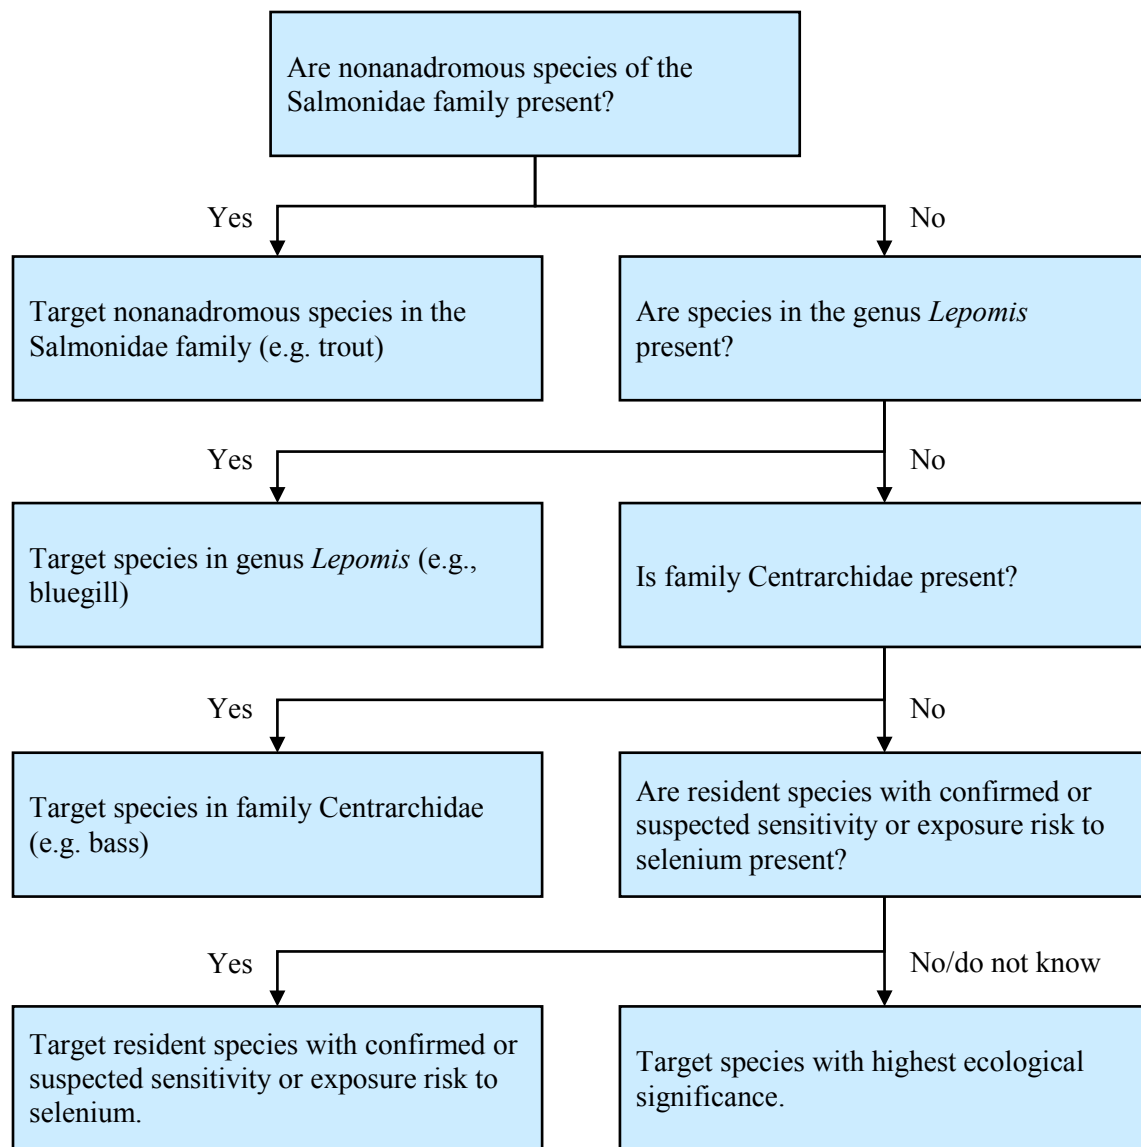 Are nonanadromous species of the
Salmonidae family present?
Yes
No
Target nonanadromous species in the
Salmonidae family (e.g. trout)
Are species in the genus Lepomis
present?
Yes
No
Target species in genus Lepomis (e.g.,
bluegill)
Is family Centrarchidae present?
Yes
No
Target species in family Centrarchidae
(e.g. bass)
Are resident species with confirmed or
suspected sensitivity or exposure risk to
selenium present?
Yes
No/do not know
Target resident species with confirmed or
suspected sensitivity or exposure risk to
selenium.
Target species with highest ecological
significance.